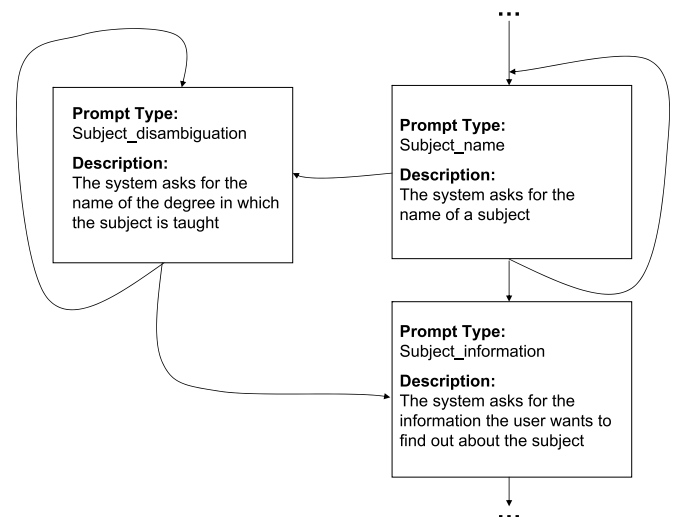 ...
Prompt Type:
Subject_disambiguation
Description:
The system asks for the
name of the degree in which
the subject is taught
Prompt Type:
Subject_name
Description:
The system asks for the
name of a subject
Prompt Type:
Subject_information
Description:
The system asks for the
information the user wants to
find out about the subject
...